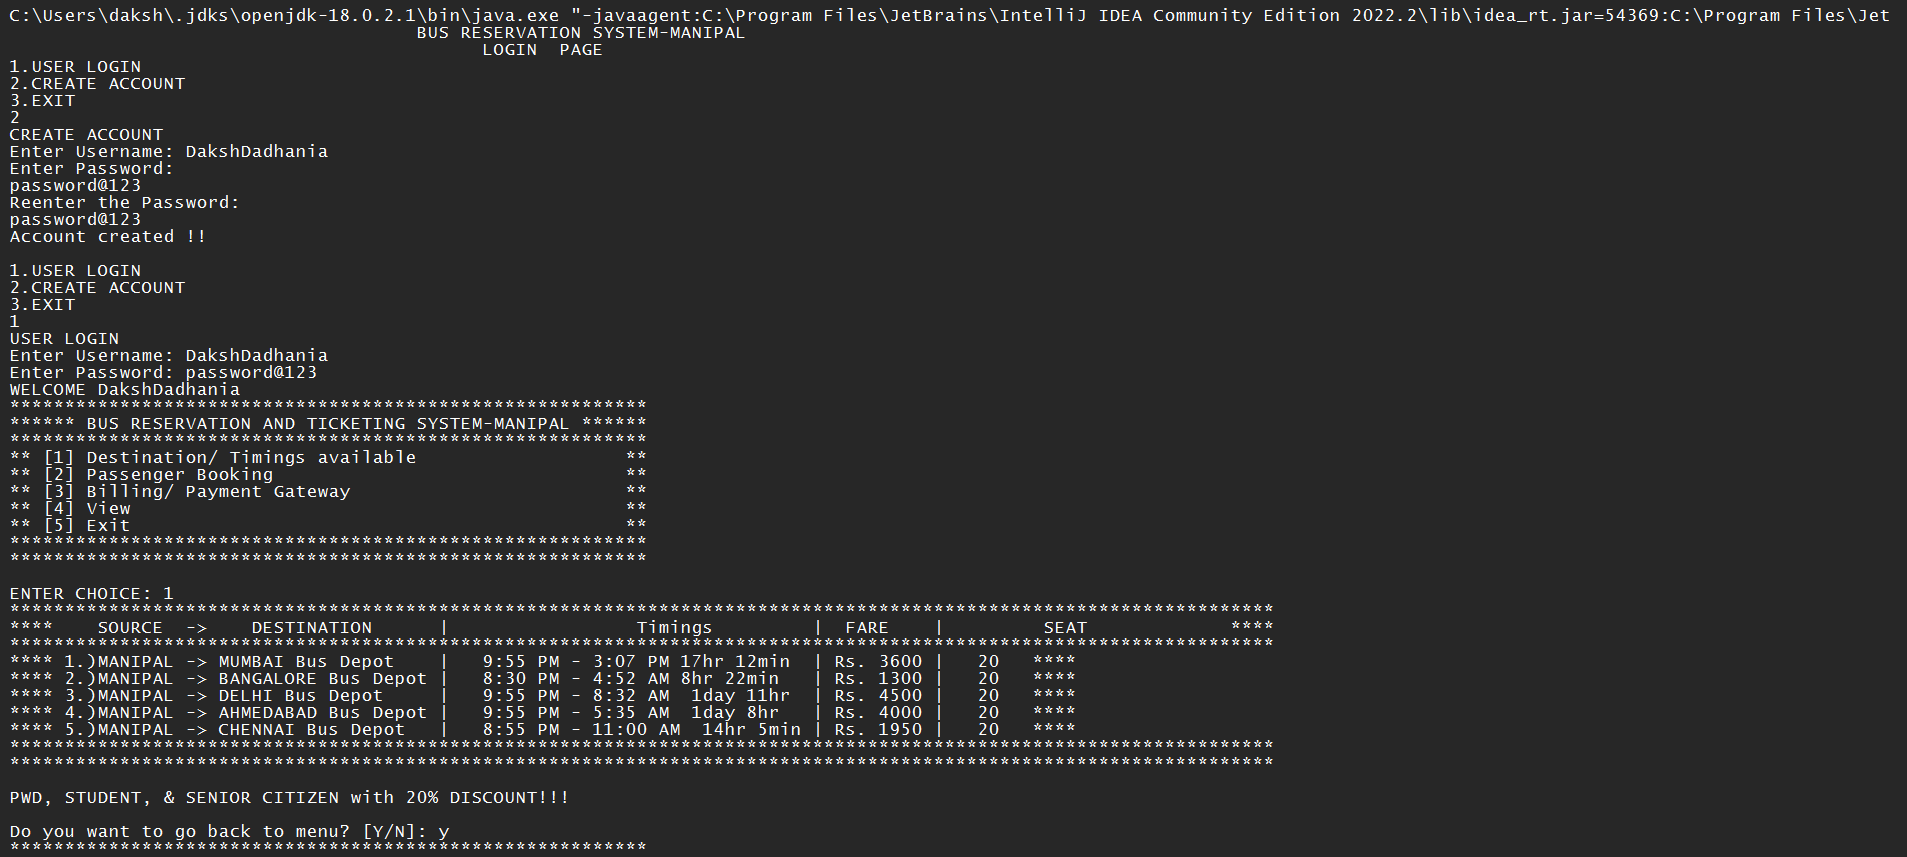 C:\Users\daksh\.jdks\openjdk-18.0.2.1\bin\java.exe "-javaagent:C:\Program Files\JetBrains\IntelliJ IDEA Community Edition 2022.2\lib\idea_rt.jar=54369:C:\Program Files\Jet
BUS RESERVATION SYSTEM-MANIPAL
LOGIN  PAGE
1.USER LOGIN
2.CREATE ACCOUNT
3.EXIT
2
CREATE ACCOUNT
Enter Username: DakshDadhania
Enter Password:
password@123
Reenter the Password:
password@123
Account created !!
1.USER LOGIN
2.CREATE ACCOUNT
3.EXIT
1
USER LOGIN
Enter Username: DakshDadhania
Enter Password: password@123
WELCOME DakshDadhania
**********************************************************
****** BUS RESERVATION AND TICKETING SYSTEM-MANIPAL ******
**********************************************************
** [1] Destination/ Timings available                   **
** [2] Passenger Booking                                **
** [3] Billing/ Payment Gateway                         **
** [4] View                                             **
** [5] Exit                                             **
**********************************************************
**********************************************************
ENTER CHOICE: 1
*******************************************************************************************************************
****    SOURCE  ->    DESTINATION      |                 Timings         |  FARE    |         SEAT             ****
*******************************************************************************************************************
**** 1.)MANIPAL -> MUMBAI Bus Depot    |   9:55 PM - 3:07 PM 17hr 12min  | Rs. 3600 |   20   ****
**** 2.)MANIPAL -> BANGALORE Bus Depot |   8:30 PM - 4:52 AM 8hr 22min   | Rs. 1300 |   20   ****
**** 3.)MANIPAL -> DELHI Bus Depot     |   9:55 PM - 8:32 AM  1day 11hr  | Rs. 4500 |   20   ****
**** 4.)MANIPAL -> AHMEDABAD Bus Depot |   9:55 PM - 5:35 AM  1day 8hr   | Rs. 4000 |   20   ****
**** 5.)MANIPAL -> CHENNAI Bus Depot   |   8:55 PM - 11:00 AM  14hr 5min | Rs. 1950 |   20   ****
*******************************************************************************************************************
*******************************************************************************************************************
PWD, STUDENT, & SENIOR CITIZEN with 20% DISCOUNT!!!
Do you want to go back to menu? [Y/N]: y
**********************************************************